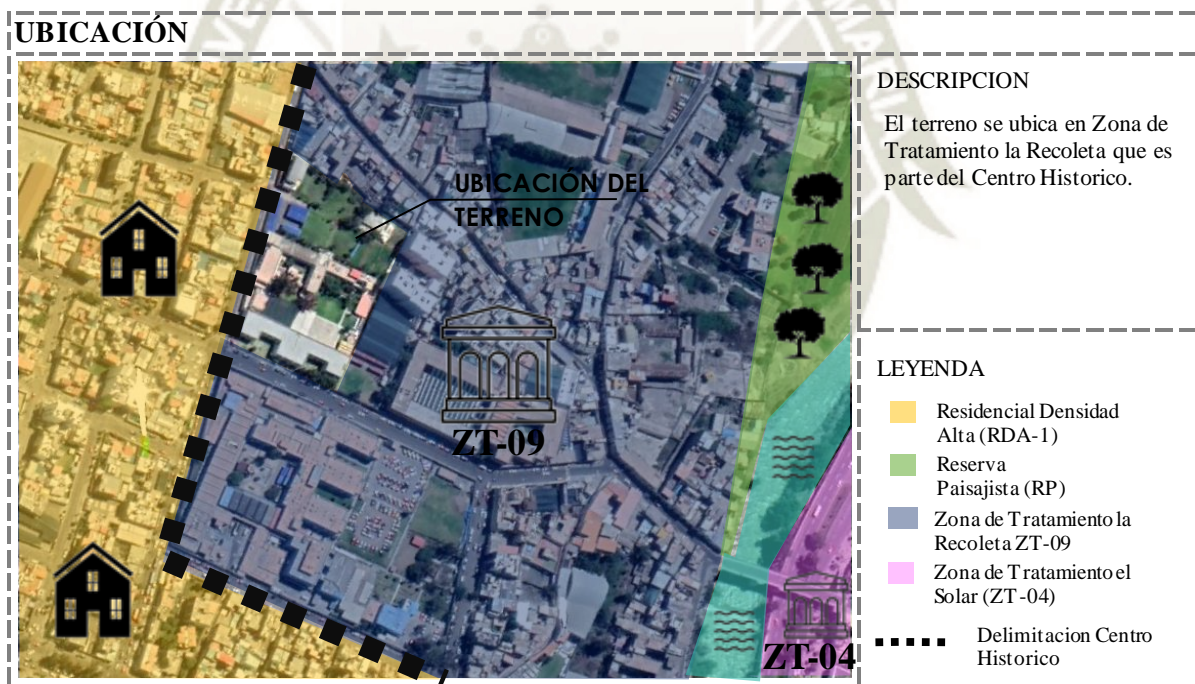 UBICACIÓN
UBICACIÓN DEL
TERRENO
ZT-09
ZT-04
DESCRIPCION
El terreno se ubica en Zona de
Tratamiento la Recoleta que es
parte del Centro Historico.
LEYENDA
Residencial Densidad
Alta (RDA-1)
Reserva
Paisajista (RP)
Zona de Tratamiento la
Recoleta ZT-09
Zona de Tratamiento el
Solar (ZT-04)
Delimitacion Centro
Historico